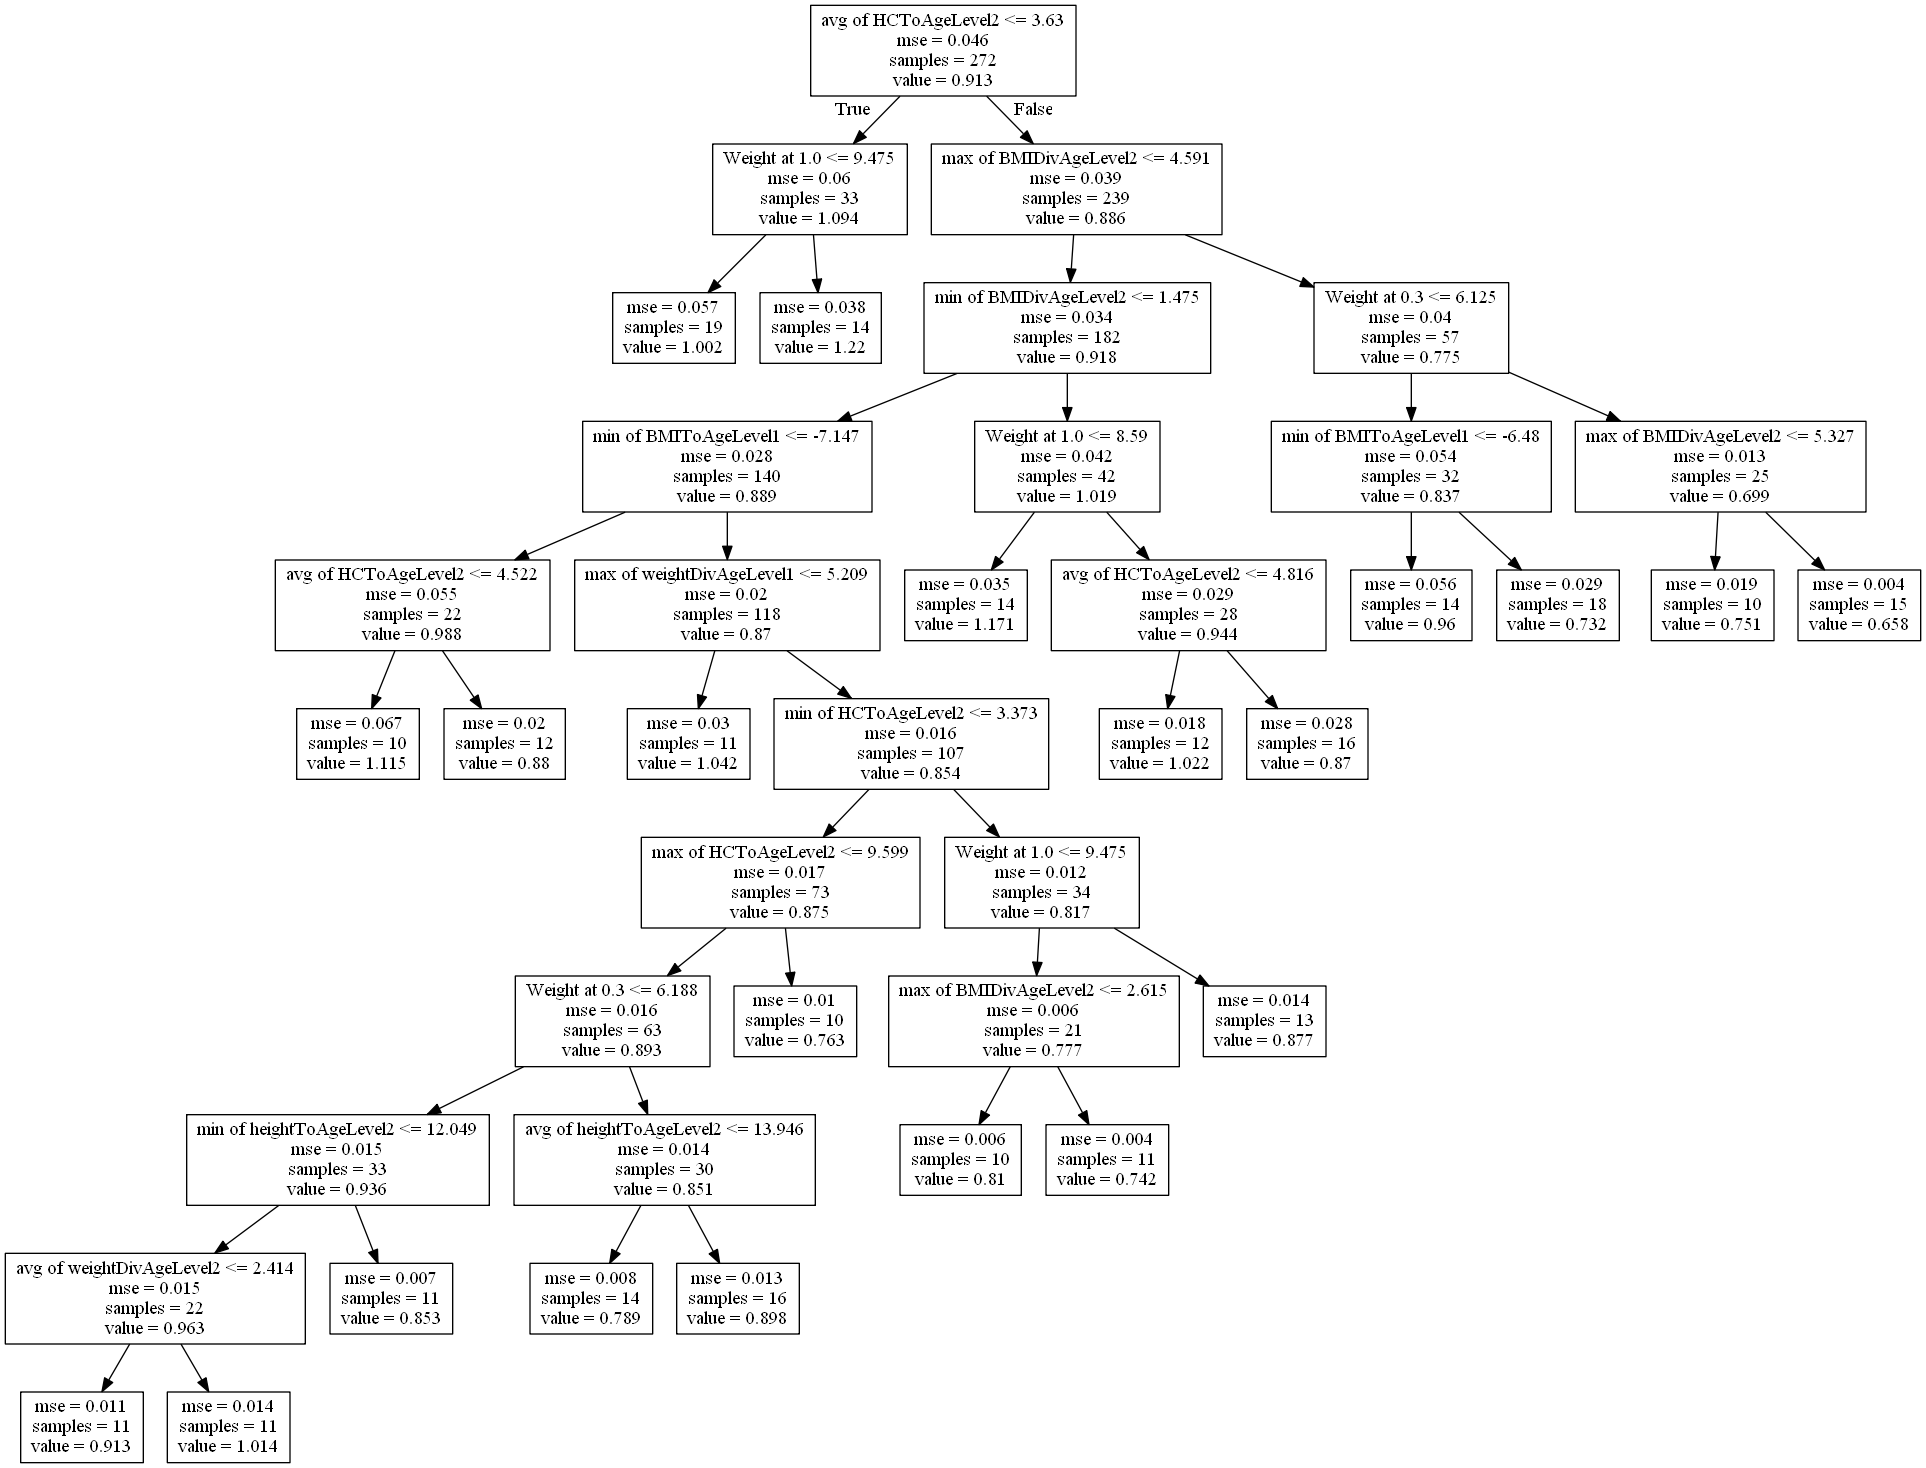 avg of HCToAgeLevel2 <= 3.63
mse = 0.046
samples = 272
value = 0.913
True
False
Weight at 1.0 <= 9.475
mse = 0.06
samples = 33
value = 1.094
max of BMIDivAgeLevel2 <= 4.591
mse = 0.039
samples = 239
value = 0.886
mse = 0.057
samples = 19
value = 1.002
mse = 0.038
samples = 14
value = 1.22
min of BMIDivAgeLevel2 <= 1.475
mse = 0.034
samples = 182
value = 0.918
Weight at 0.3 <= 6.125
mse = 0.04
samples = 57
value = 0.775
min of BMIToAgeLevel1 <= -7.147
mse = 0.028
samples = 140
value = 0.889
Weight at 1.0 <= 8.59
mse = 0.042
samples = 42
value = 1.019
min of BMIToAgeLevel1 <= -6.48
mse = 0.054
samples = 32
value = 0.837
max of BMIDivAgeLevel2 <= 5.327
mse = 0.013
samples = 25
value = 0.699
avg of HCToAgeLevel2 <= 4.522
mse = 0.055
samples = 22
value = 0.988
max of weightDivAgeLevel1 <= 5.209
mse = 0.02
samples = 118
value = 0.87
mse = 0.035
samples = 14
value = 1.171
avg of HCToAgeLevel2 <= 4.816
mse = 0.029
samples = 28
value = 0.944
mse = 0.056
samples = 14
value = 0.96
mse = 0.029
samples = 18
value = 0.732
mse = 0.019
samples = 10
value = 0.751
mse = 0.004
samples = 15
value = 0.658
mse = 0.067
samples = 10
value = 1.115
mse = 0.02
samples = 12
value = 0.88
mse = 0.03
samples = 11
value = 1.042
min of HCToAgeLevel2 <= 3.373
mse = 0.016
samples = 107
value = 0.854
mse = 0.018
samples = 12
value = 1.022
mse = 0.028
samples = 16
value = 0.87
max of HCToAgeLevel2 <= 9.599
mse = 0.017
samples = 73
value = 0.875
Weight at 1.0 <= 9.475
mse = 0.012
samples = 34
value = 0.817
Weight at 0.3 <= 6.188
mse = 0.016
samples = 63
value = 0.893
mse = 0.01
samples = 10
value = 0.763
max of BMIDivAgeLevel2 <= 2.615
mse = 0.006
samples = 21
value = 0.777
mse = 0.014
samples = 13
value = 0.877
min of heightToAgeLevel2 <= 12.049
mse = 0.015
samples = 33
value = 0.936
avg of heightToAgeLevel2 <= 13.946
mse = 0.014
samples = 30
value = 0.851
mse = 0.006
samples = 10
value = 0.81
mse = 0.004
samples = 11
value = 0.742
avg of weightDivAgeLevel2 <= 2.414
mse = 0.015
samples = 22
value = 0.963
mse = 0.007
samples = 11
value = 0.853
mse = 0.008
samples = 14
value = 0.789
mse = 0.013
samples = 16
value = 0.898
mse = 0.011
samples = 11
value = 0.913
mse = 0.014
samples = 11
value = 1.014